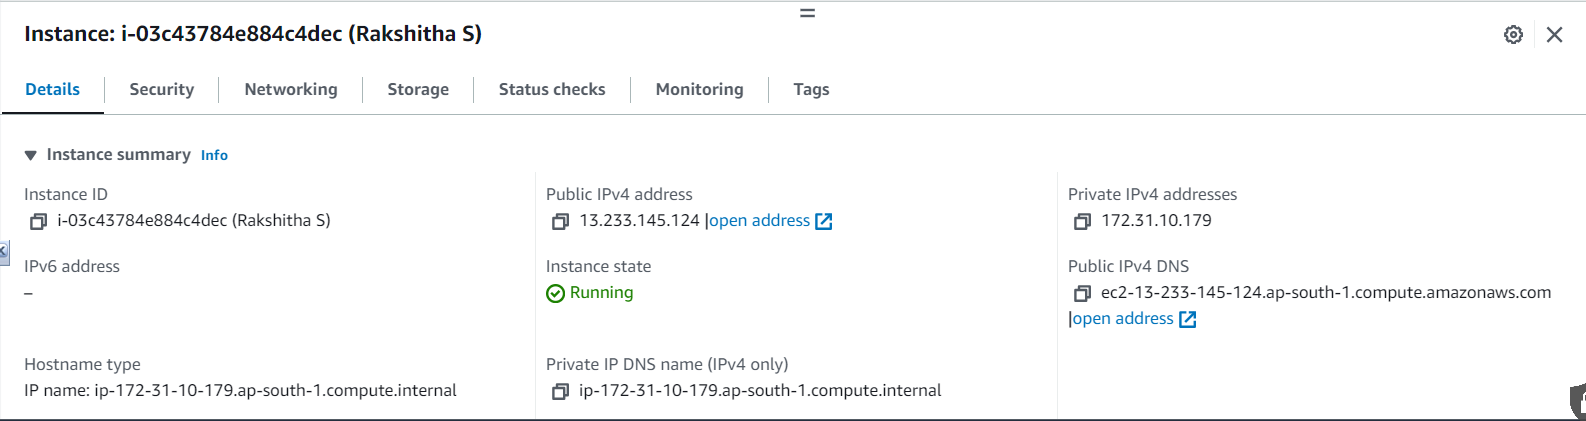 Instance: i-03c43784e884c4dec (Rakshitha S)
Details
Security
Networking
Storage
Status checks
Monitoring
Tags
Instance summary Info
Instance ID
i-03c43784e884c4dec (Rakshitha S)
Public IPv4 address
13.233.145.124 |open address
Private IPv4 addresses
172.31.10.179
IPv6 address
–
Instance state
Running
Public IPv4 DNS
ec2-13-233-145-124.ap-south-1.compute.amazonaws.com
|open address
Hostname type
IP name: ip-172-31-10-179.ap-south-1.compute.internal
Private IP DNS name (IPv4 only)
ip-172-31-10-179.ap-south-1.compute.internal